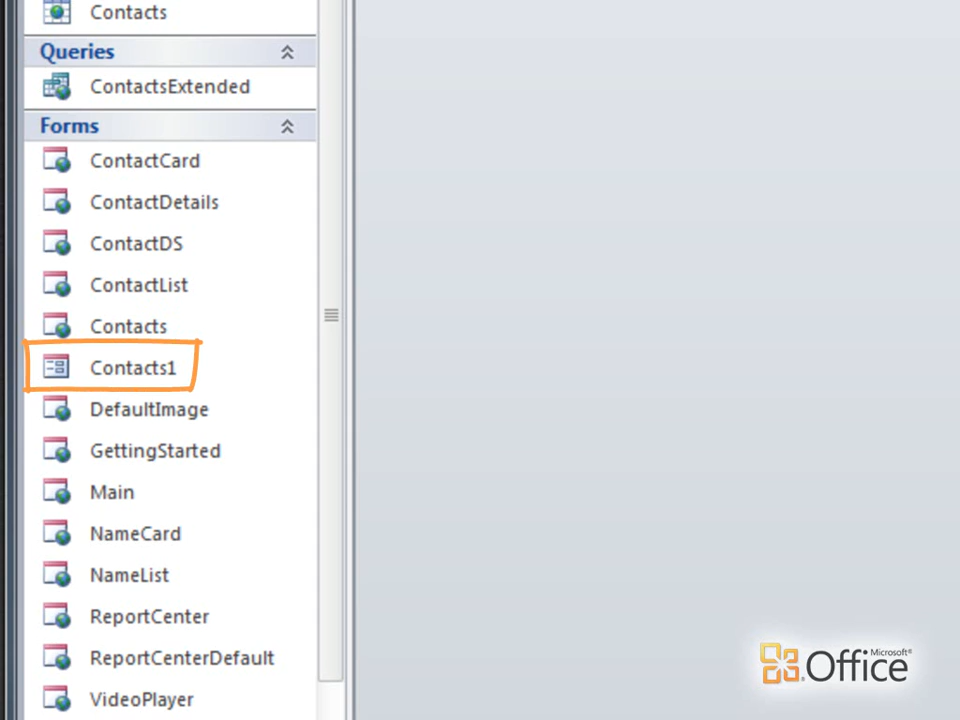 Contacts
Queries
ContactsExtended
Forms
ContactCard
ContactDetails
ContactDS
ContactList
Contacts
Contacts1
DefaultImage
GettingStarted
Main
NameCard
NameList
ReportCenter
ReportCenterDefault
VideoPlayer
Microsoft®
Office